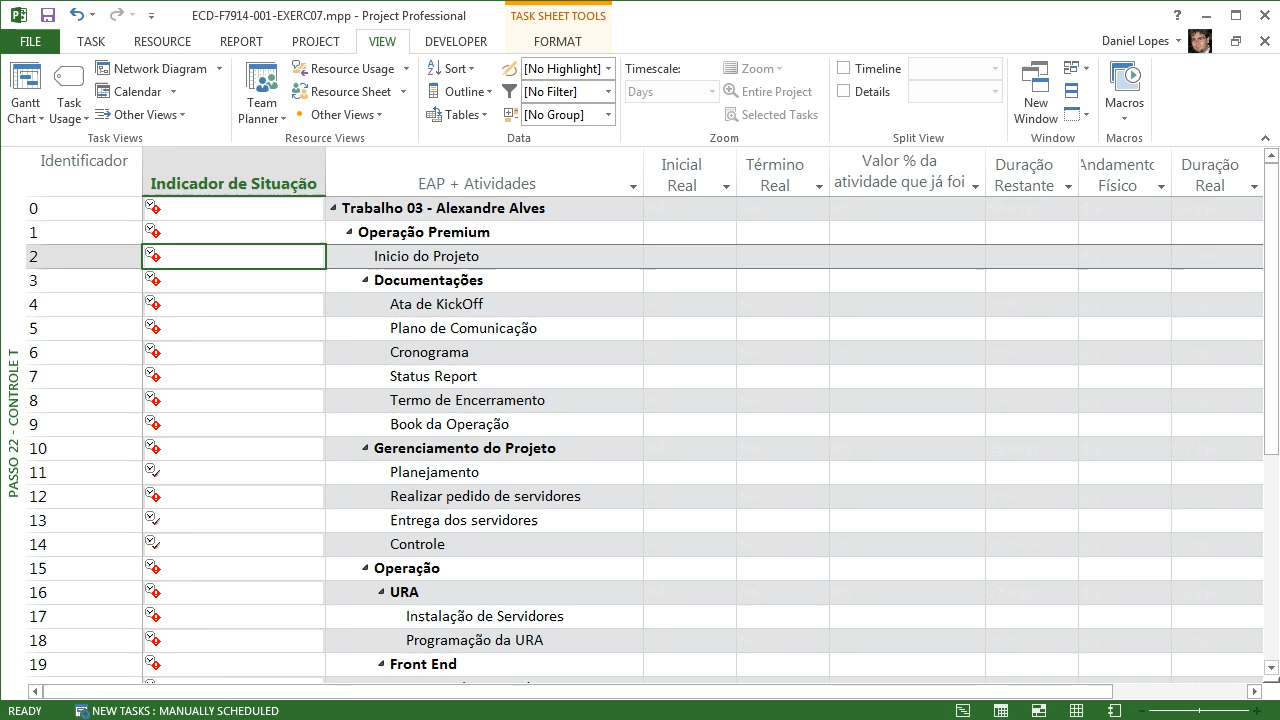 ECD-F7914-001-EXERC07.mpp - Project Professional
TASK SHEET TOOLS
FILE TASK RESOURCE REPORT PROJECT VIEW DEVELOPER FORMAT
Daniel Lopes
Gantt Chart
Task Usage
Network Diagram
Calendar
Other Views
Task Views
Team Planner
Resource Usage
Resource Sheet
Other Views
Resource Views
Sort
Outline
Tables
[No Highlight]
[No Filter]
[No Group]
Data
Timescale:
Days
Zoom
Entire Project
Selected Tasks
Zoom
Timeline
Details
Split View
New Window
Window
Macros
Macros
Identificador
Indicador de Situação
EAP + Atividades
Inicial Real
Término Real
Valor % da atividade que já foi
Duração Restante
Andamento Físico
Duração Real
0 Trabalho 03 - Alexandre Alves
1 Operação Premium
2 Inicio do Projeto
3 Documentações
4 Ata de KickOff
5 Plano de Comunicação
6 Cronograma
7 Status Report
8 Termo de Encerramento
9 Book da Operação
10 Gerenciamento do Projeto
11 Planejamento
12 Realizar pedido de servidores
13 Entrega dos servidores
14 Controle
15 Operação
16 URA
17 Instalação de Servidores
18 Programação da URA
19 Front End
PASSO 22 - CONTROLE T
READY
NEW TASKS : MANUALLY SCHEDULED